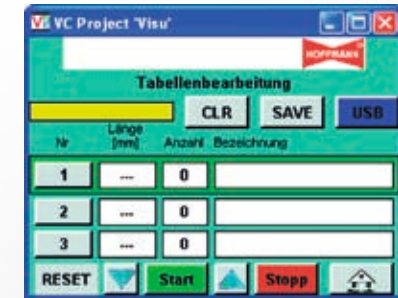 VC Project 'Visu'
HOFFMANN
Tabellenbearbeitung
CLR SAVE USB
Nr Länge [mm] Anzahl Bezeichnung
1 --- 0
2 --- 0
3 --- 0
RESET Start Stopp